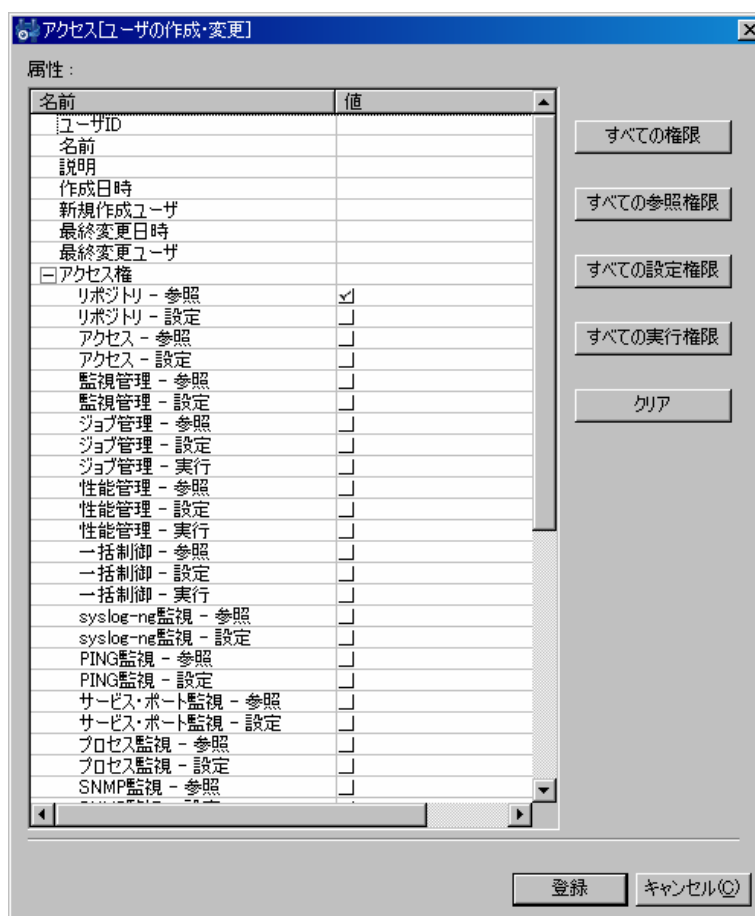 アクセス[ユーザの作成・変更]
属性：
名前 値
ユーザID
名前
説明
作成日時
新規作成ユーザ
最終変更日時
最終変更ユーザ
アクセス権
リポジトリ - 参照
リポジトリ - 設定
アクセス - 参照
アクセス - 設定
監視管理 - 参照
監視管理 - 設定
ジョブ管理 - 参照
ジョブ管理 - 設定
ジョブ管理 - 実行
性能管理 - 参照
性能管理 - 設定
性能管理 - 実行
一括制御 - 参照
一括制御 - 設定
一括制御 - 実行
syslog-ng監視 - 参照
syslog-ng監視 - 設定
PING監視 - 参照
PING監視 - 設定
サービス・ポート監視 - 参照
サービス・ポート監視 - 設定
プロセス監視 - 参照
プロセス監視 - 設定
SNMP監視 - 参照
すべての権限
すべての参照権限
すべての設定権限
すべての実行権限
クリア
登録 キャンセル(C)